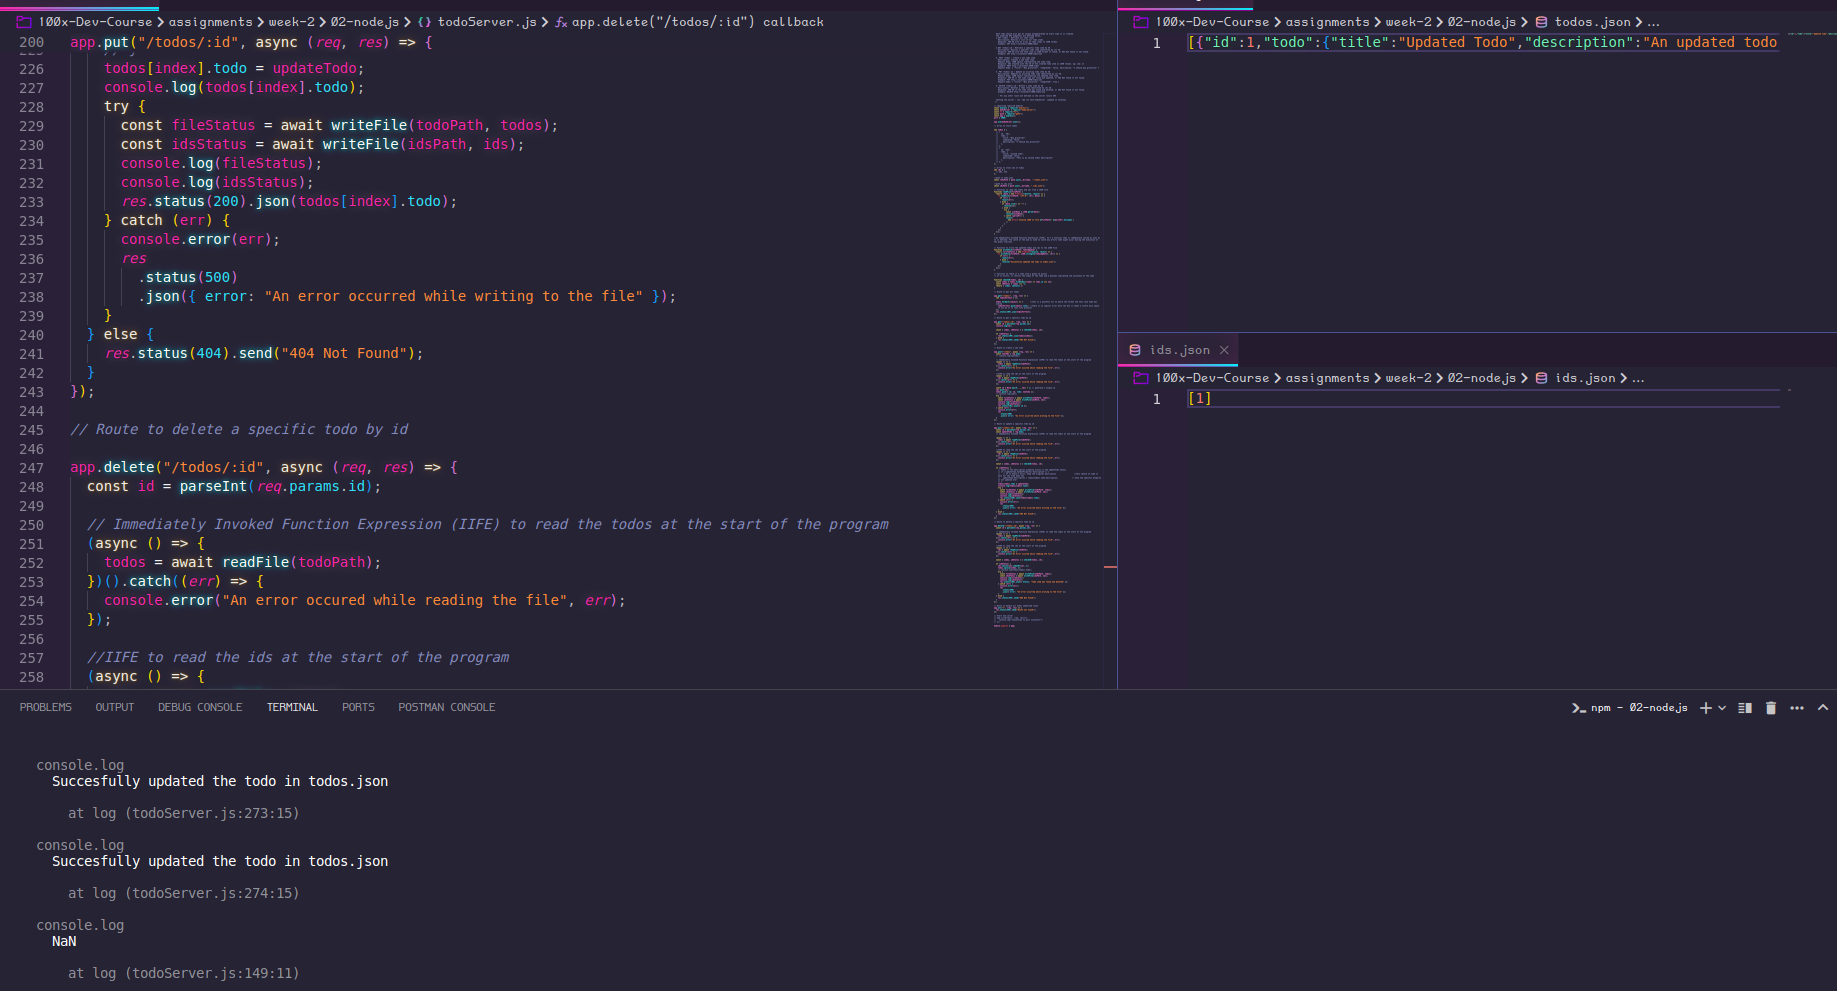 100x-Dev-Course > assignments > week-2 > 02-nodejs > {} todoServer.js > app.delete("/todos/:id") callback
200 app.put("/todos/:id", async (req, res) => {
226 todos[index].todo = updateTodo;
227 console.log(todos[index].todo);
228 try {
229 const fileStatus = await writeFile(todoPath, todos);
230 const idsStatus = await writeFile(idsPath, ids);
231 console.log(fileStatus);
232 console.log(idsStatus);
233 res.status(200).json(todos[index].todo);
234 } catch (err) {
235 console.error(err);
236 res
237 .status(500)
238 .json({ error: "An error occurred while writing to the file" });
239 }
240 } else {
241 res.status(404).send("404 Not Found");
242 }
243 });
244
245 // Route to delete a specific todo by id
246
247 app.delete("/todos/:id", async (req, res) => {
248 const id = parseInt(req.params.id);
249
250 // Immediately Invoked Function Expression (IIFE) to read the todos at the start of the program
251 (async () => {
252 todos = await readFile(todoPath);
253 })().catch((err) => {
254 console.error("An error occured while reading the file", err);
255 });
256
257 //IIFE to read the ids at the start of the program
258 (async () => {
100x-Dev-Course > assignments > week-2 > 02-nodejs > todos.json > ...
1 [{"id":1,"todo":{"title":"Updated Todo","description":"An updated todo
ids.json
100x-Dev-Course > assignments > week-2 > 02-nodejs > ids.json > ...
1 [1]
PROBLEMS OUTPUT DEBUG CONSOLE TERMINAL PORTS POSTMAN CONSOLE
npm - 02-nodejs
console.log
Succesfully updated the todo in todos.json
at log (todoServer.js:273:15)
console.log
Succesfully updated the todo in todos.json
at log (todoServer.js:274:15)
console.log
NaN
at log (todoServer.js:149:11)